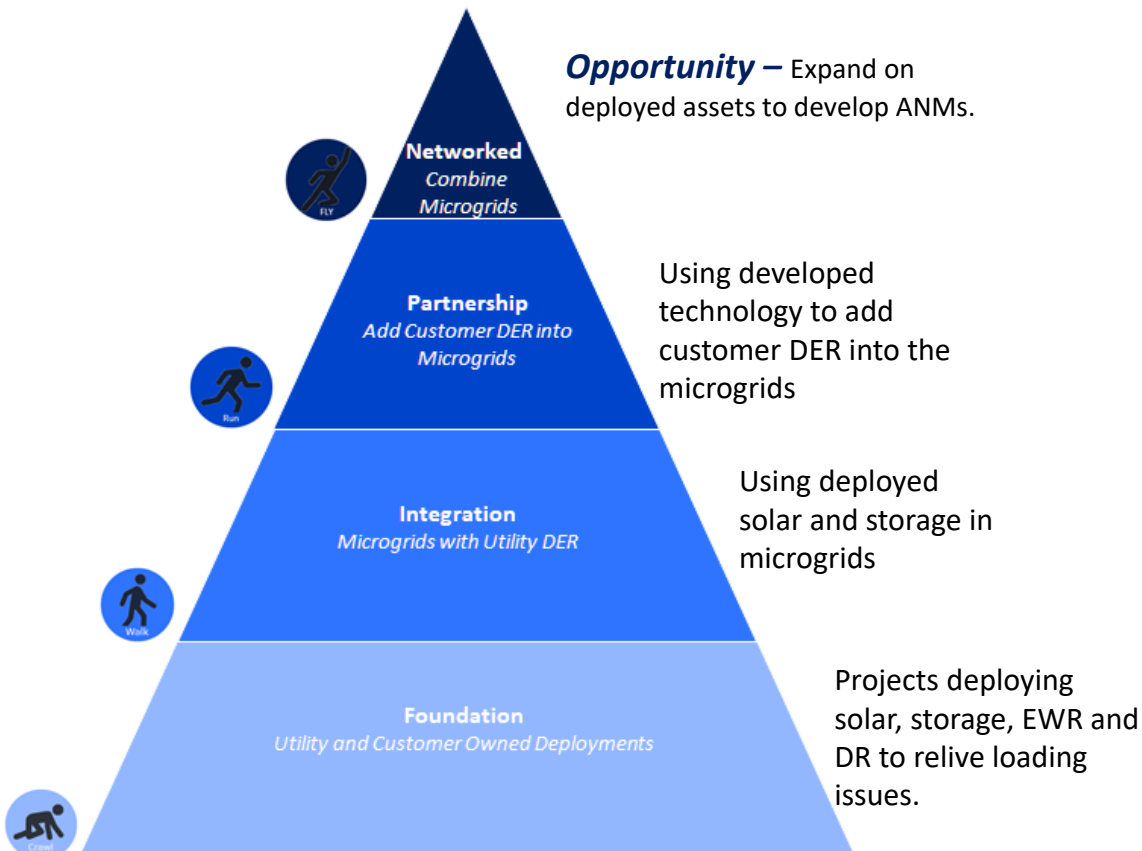 Opportunity – Expand on
deployed assets to develop ANMs.
Networked
Combine
Microgrids
FLY
Using developed
technology to add
customer DER into the
microgrids
Partnership
Add Customer DER into
Microgrids
Run
Using deployed
solar and storage in
microgrids
Integration
Microgrids with Utility DER
Walk
Projects deploying
solar, storage, EWR and
DR to relive loading
issues.
Foundation
Utility and Customer Owned Deployments
Crawl